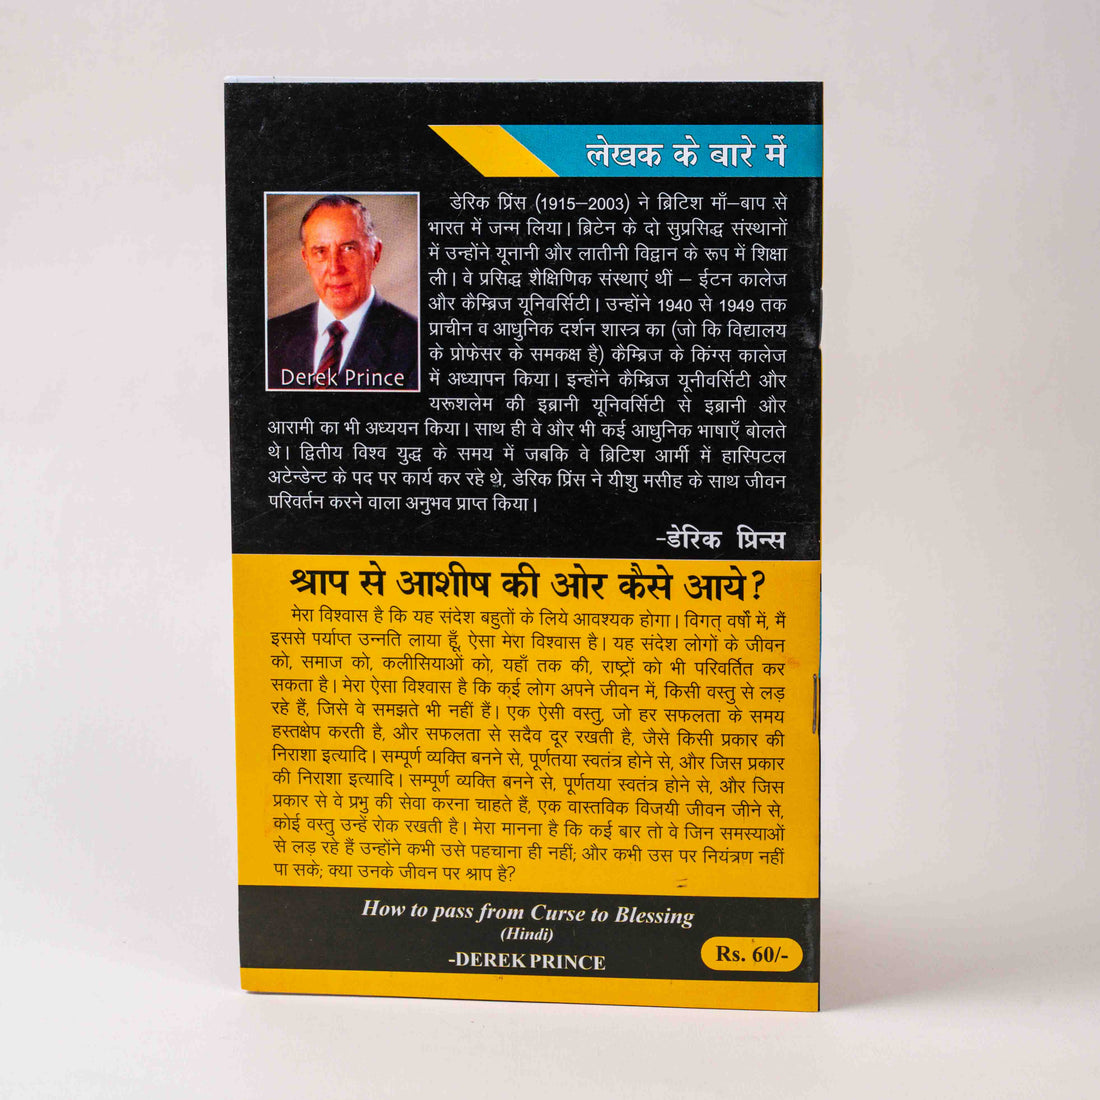 लेखक के बारे में
डेरिक प्रिंस (1915–2003) ने ब्रिटिश माँ–बाप से
भारत में जन्म लिया। ब्रिटेन के दो सुप्रसिद्ध संस्थानों
में उन्होंने यूनानी और लातीनी विद्वान के रूप में शिक्षा
ली। वे प्रसिद्ध शैक्षिणिक संस्थाएं थीं – ईटन कालेज
और कैम्ब्रिज यूनिवर्सिटी। उन्होंने 1940 से 1949 तक
प्राचीन व आधुनिक दर्शन शास्त्र का (जो कि विद्यालय
के प्रोफेसर के समकक्ष है) कैम्ब्रिज के किंग्स कालेज
में अध्यापन किया। इन्होंने कैम्ब्रिज यूनीवर्सिटी और
यरूशलेम की इब्रानी यूनिवर्सिटी से इब्रानी और
आरामी का भी अध्ययन किया। साथ ही वे और भी कई आधुनिक भाषाएँ बोलते
थे। द्वितीय विश्व युद्ध के समय में जबकि वे ब्रिटिश आर्मी में हास्पिटल
अटेन्डेन्ट के पद पर कार्य कर रहे थे, डेरिक प्रिंस ने यीशु मसीह के साथ जीवन
परिवर्तन करने वाला अनुभव प्राप्त किया।
Derek Prince
-डेरिक प्रिन्स
श्राप से आशीष की ओर कैसे आये?
मेरा विश्वास है कि यह संदेश बहुतों के लिये आवश्यक होगा। विगत् वर्षों में, मैं
इससे पर्याप्त उन्नति लाया हूँ, ऐसा मेरा विश्वास है। यह संदेश लोगों के जीवन
को, समाज को, कलीसियाओं को, यहाँ तक की, राष्ट्रों को भी परिवर्तित कर
सकता है। मेरा ऐसा विश्वास है कि कई लोग अपने जीवन में, किसी वस्तु से लड़
रहे हैं, जिसे वे समझते भी नहीं हैं। एक ऐसी वस्तु, जो हर सफलता के समय
हस्तक्षेप करती है, और सफलता से सदैव दूर रखती है, जैसे किसी प्रकार की
निराशा इत्यादि। सम्पूर्ण व्यक्ति बनने से, पूर्णतया स्वतंत्र होने से, और जिस प्रकार
की निराशा इत्यादि। सम्पूर्ण व्यक्ति बनने से, पूर्णतया स्वतंत्र होने से, और जिस
प्रकार से वे प्रभु की सेवा करना चाहते हैं, एक वास्तविक विजयी जीवन जीने से,
कोई वस्तु उन्हें रोक रखती है। मेरा मानना है कि कई बार तो वे जिन समस्याओं
से लड़ रहे हैं उन्होंने कभी उसे पहचाना ही नहीं; और कभी उस पर नियंत्रण नहीं
पा सके; क्या उनके जीवन पर श्राप है?
How to pass from Curse to Blessing
(Hindi)
-DEREK PRINCE
Rs. 60/-